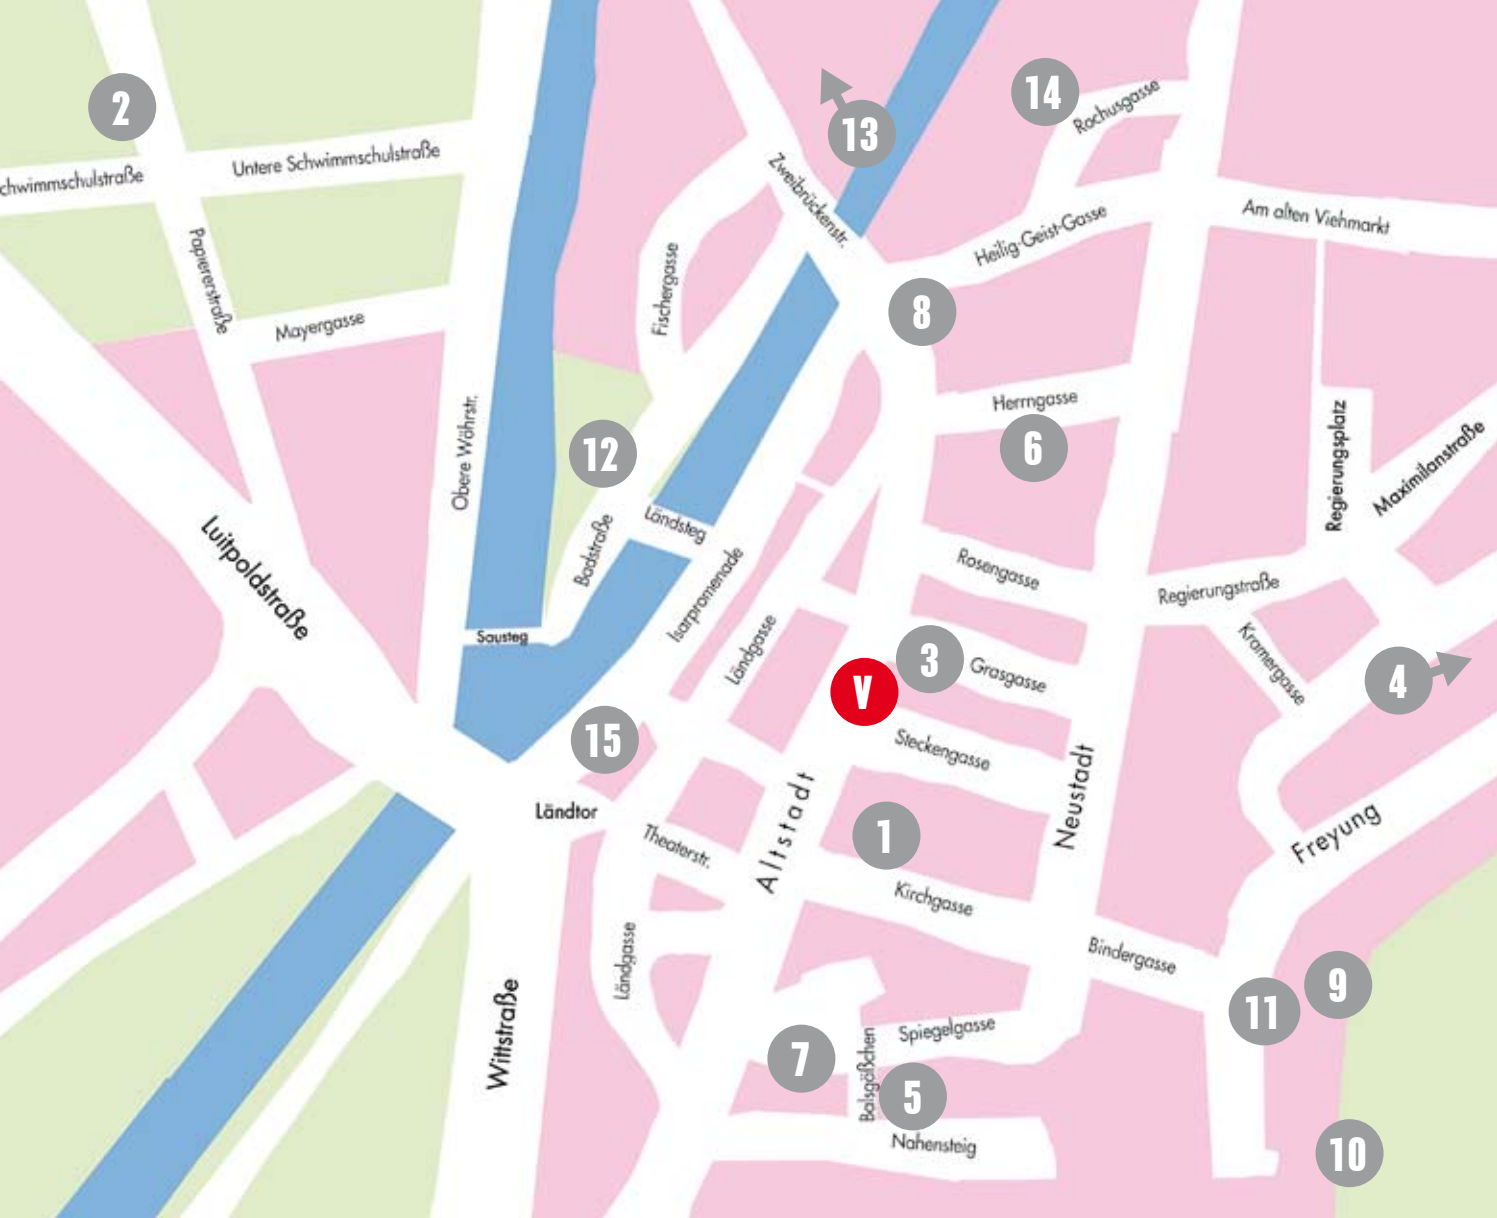 2
14
Rochusgasse
13
Untere Schwimmschulstraße
chwimmschulstraße
Zweibrückenstr.
Am alten Viehmarkt
Heilig-Geist-Gasse
Papiererstraße
Fischergasse
8
Mayergasse
Herrngasse
Obere Wöhrstr.
12
6
Regierungsplatz
Maximilanstraße
Ländsteg
Badstraße
Luitpoldstraße
Rosengasse
Isarpromenade
Regierungstraße
Sausteg
Ländgasse
3
Grasgasse
Kramergasse
4
V
15
Steckengasse
Neustadt
Ländtor
Altstadt
1
Freyung
Theaterstr.
Kirchgasse
Ländgasse
Bindergasse
9
11
Wittstraße
Spiegelgasse
7
Balsgäßchen
5
Nahensteig
10